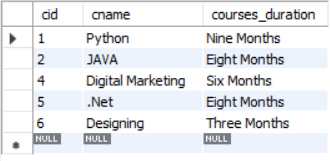 cid cname courses_duration
1 Python Nine Months
2 JAVA Eight Months
4 Digital Marketing Six Months
5 .Net Eight Months
6 Designing Three Months
NULL NULL NULL